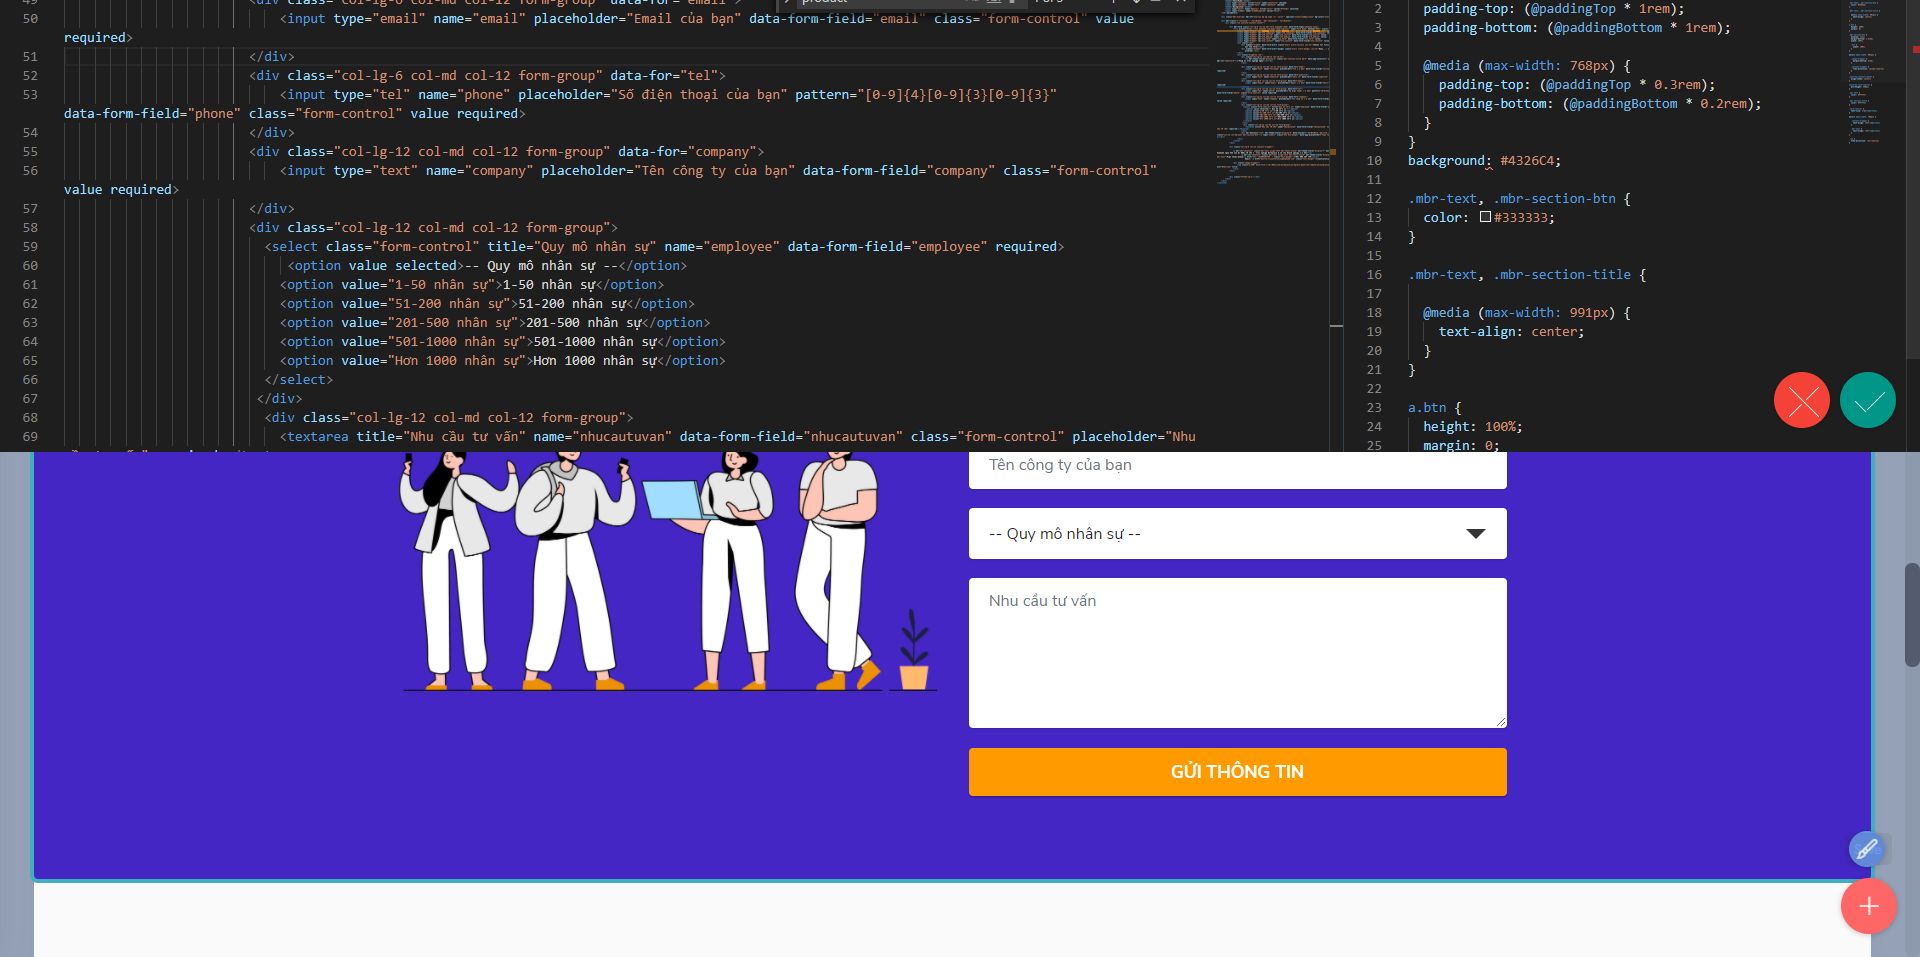 50 <input type="email" name="email" placeholder="Email của bạn" data-form-field="email" class="form-control" value
required>
51 </div>
52 <div class="col-lg-6 col-md col-12 form-group" data-for="tel">
53 <input type="tel" name="phone" placeholder="Số điện thoại của bạn" pattern="[0-9]{4}[0-9]{3}[0-9]{3}"
data-form-field="phone" class="form-control" value required>
54 </div>
55 <div class="col-lg-12 col-md col-12 form-group" data-for="company">
56 <input type="text" name="company" placeholder="Tên công ty của bạn" data-form-field="company" class="form-control"
value required>
57 </div>
58 <div class="col-lg-12 col-md col-12 form-group">
59 <select class="form-control" title="Quy mô nhân sự" name="employee" data-form-field="employee" required>
60 <option value selected>-- Quy mô nhân sự --</option>
61 <option value="1-50 nhân sự">1-50 nhân sự</option>
62 <option value="51-200 nhân sự">51-200 nhân sự</option>
63 <option value="201-500 nhân sự">201-500 nhân sự</option>
64 <option value="501-1000 nhân sự">501-1000 nhân sự</option>
65 <option value="Hơn 1000 nhân sự">Hơn 1000 nhân sự</option>
66 </select>
67 </div>
68 <div class="col-lg-12 col-md col-12 form-group">
69 <textarea title="Nhu cầu tư vấn" name="nhucautuvan" data-form-field="nhucautuvan" class="form-control" placeholder="Nhu
2 padding-top: (@paddingTop * 1rem);
3 padding-bottom: (@paddingBottom * 1rem);
4
5 @media (max-width: 768px) {
6 padding-top: (@paddingTop * 0.3rem);
7 padding-bottom: (@paddingBottom * 0.2rem);
8 }
9 }
10 background: #4326C4;
11
12 .mbr-text, .mbr-section-btn {
13 color: #333333;
14 }
15
16 .mbr-text, .mbr-section-title {
17
18 @media (max-width: 991px) {
19 text-align: center;
20 }
21 }
22
23 a.btn {
24 height: 100%;
25 margin: 0;
Tên công ty của bạn
-- Quy mô nhân sự --
Nhu cầu tư vấn
GỬI THÔNG TIN